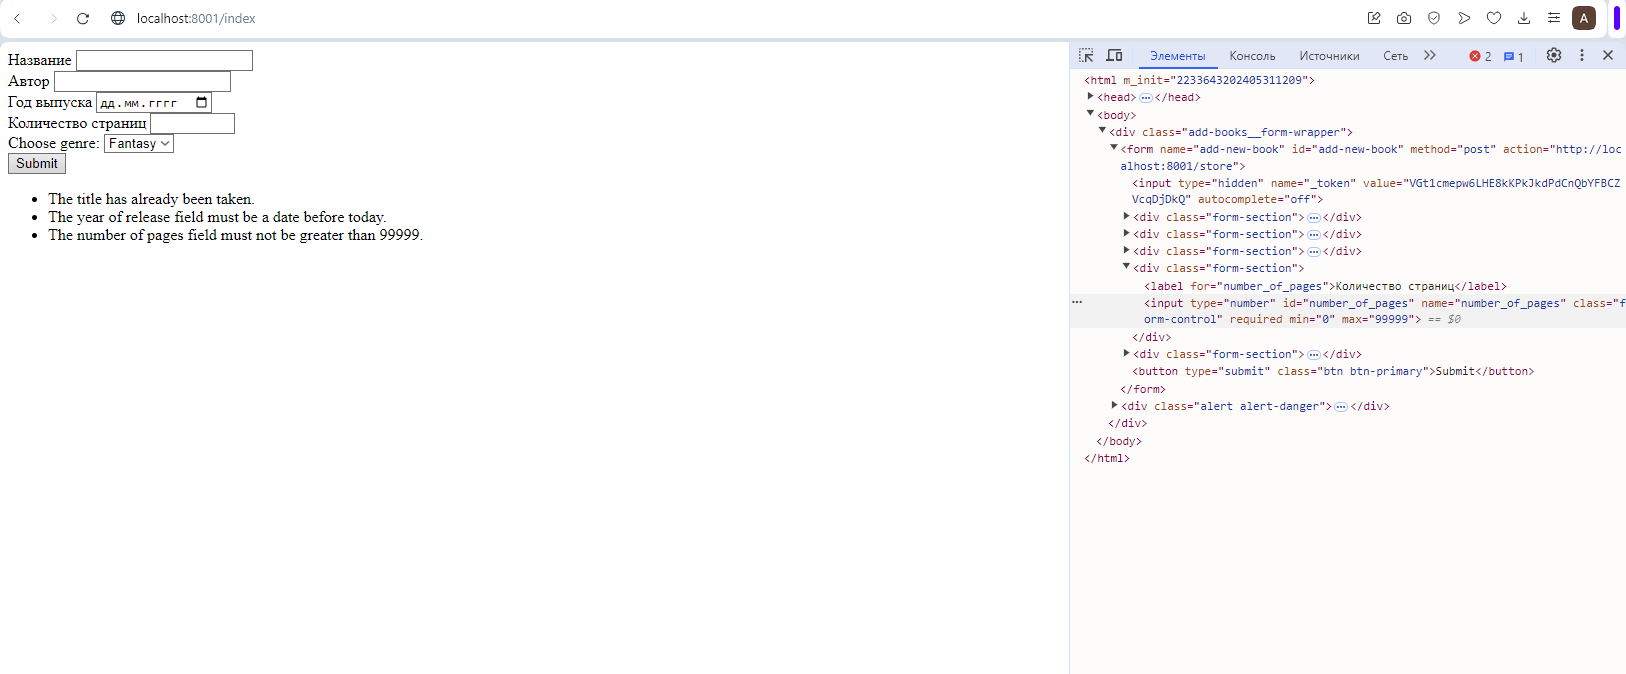 localhost:8001/index
A
Название
Автор
Год выпуска дд.мм.гггг
Количество страниц
Choose genre: Fantasy
Submit
The title has already been taken.
The year of release field must be a date before today.
The number of pages field must not be greater than 99999.
Элементы Консоль Источники Сеть 2 1
<html m_init="2233643202405311209">
<head> ••• </head>
<body>
<div class="add-books__form-wrapper">
<form name="add-new-book" id="add-new-book" method="post" action="http://loc
alhost:8001/store">
<input type="hidden" name="_token" value="VGt1cmepw6LHE8kKPkJkdPdCnQbYFBCZ
VcqDjDkQ" autocomplete="off">
<div class="form-section"> ••• </div>
<div class="form-section"> ••• </div>
<div class="form-section"> ••• </div>
<div class="form-section">
<label for="number_of_pages">Количество страниц</label>
<input type="number" id="number_of_pages" name="number_of_pages" class="f
orm-control" required min="0" max="99999"> == $0
</div>
<div class="form-section"> ••• </div>
<button type="submit" class="btn btn-primary">Submit</button>
</form>
<div class="alert alert-danger"> ••• </div>
</div>
</body>
</html>